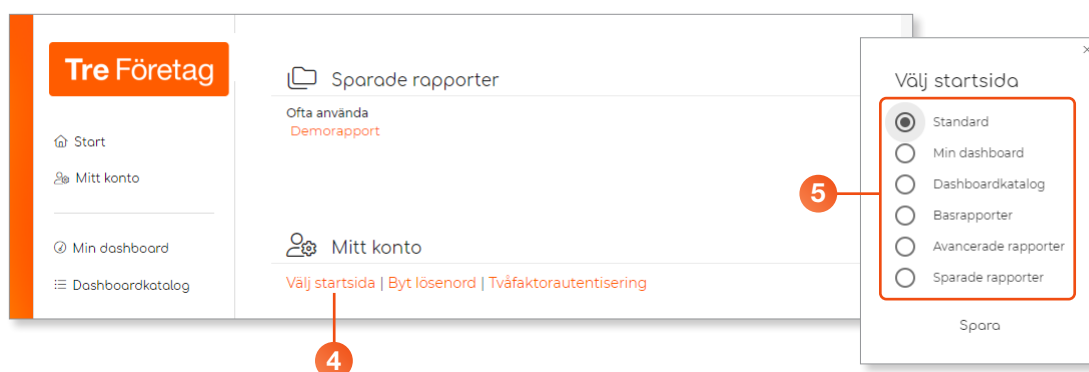 Tre Företag
Start
Mitt konto
Min dashboard
Dashboardkatalog
Sparade rapporter
Ofta använda
Demorapport
Mitt konto
Välj startsida | Byt lösenord | Tvåfaktorautentisering
4
5
Välj startsida
Standard
Min dashboard
Dashboardkatalog
Basrapporter
Avancerade rapporter
Sparade rapporter
Spara